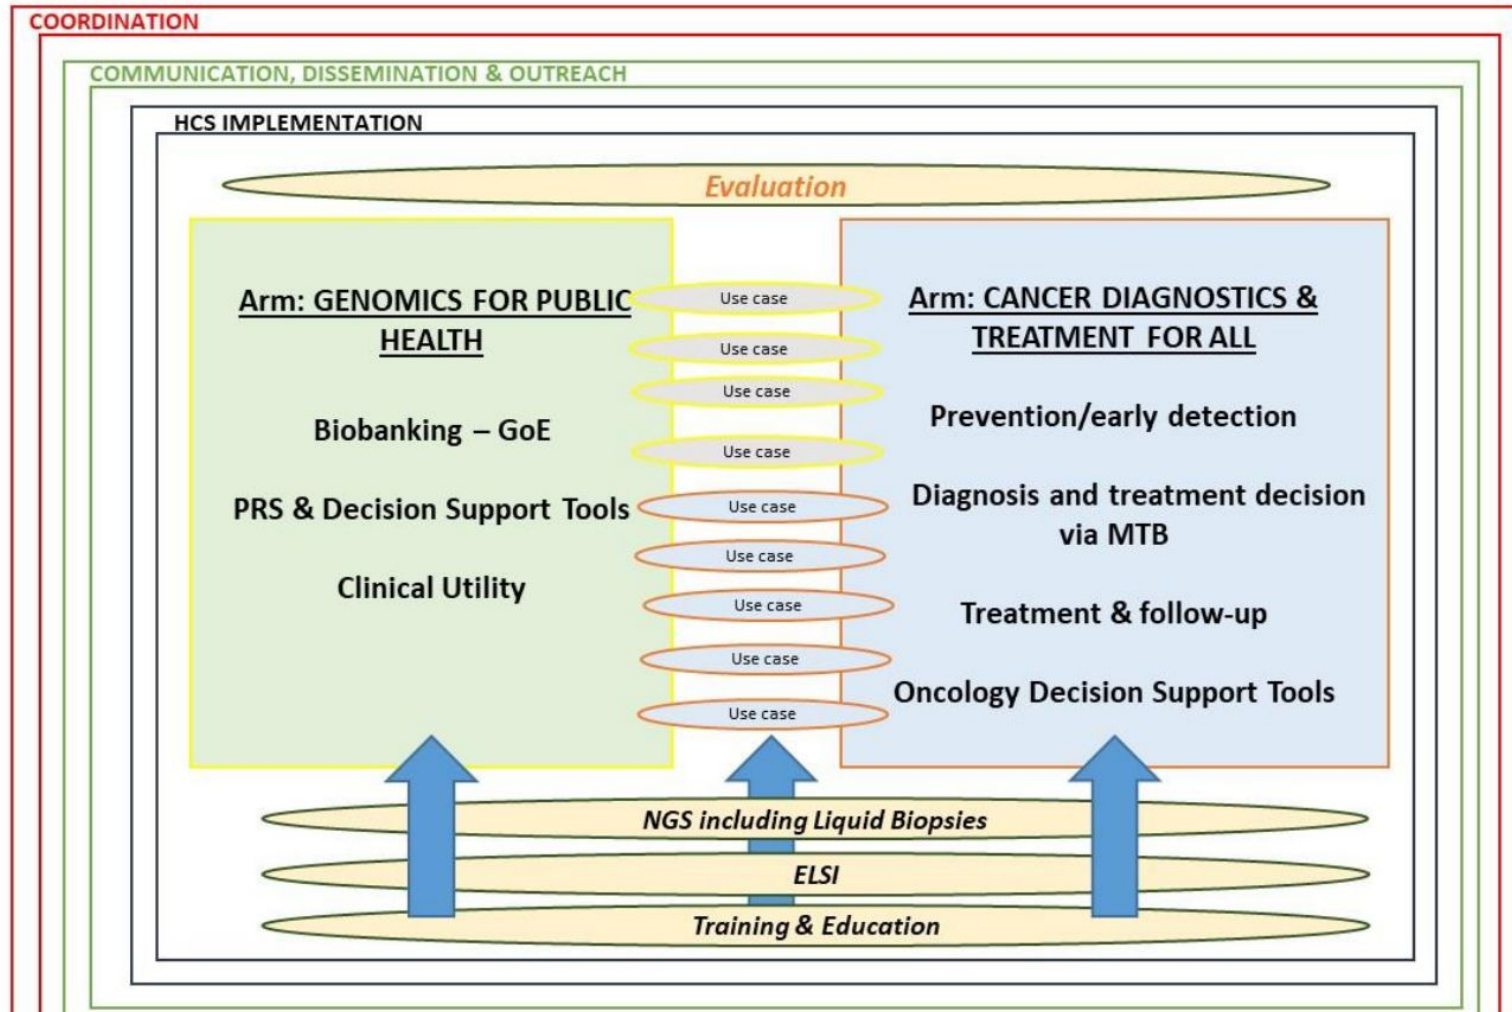 COORDINATION
COMMUNICATION, DISSEMINATION & OUTREACH
HCS IMPLEMENTATION
Evaluation
Arm: GENOMICS FOR PUBLIC
HEALTH
Biobanking – GoE
PRS & Decision Support Tools
Clinical Utility
Use case
Use case
Use case
Use case
Use case
Use case
Use case
Use case
Use case
Arm: CANCER DIAGNOSTICS &
TREATMENT FOR ALL
Prevention/early detection
Diagnosis and treatment decision
via MTB
Treatment & follow-up
Oncology Decision Support Tools
NGS including Liquid Biopsies
ELSI
Training & Education